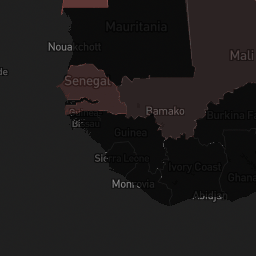 Mauritania
Nouakchott
de
Mali
Senegal
Bamako
Burkina F
Bissau
Guinea
Sierra Leone
Ivory Coast
Monrovia
Ghana
Abidjan